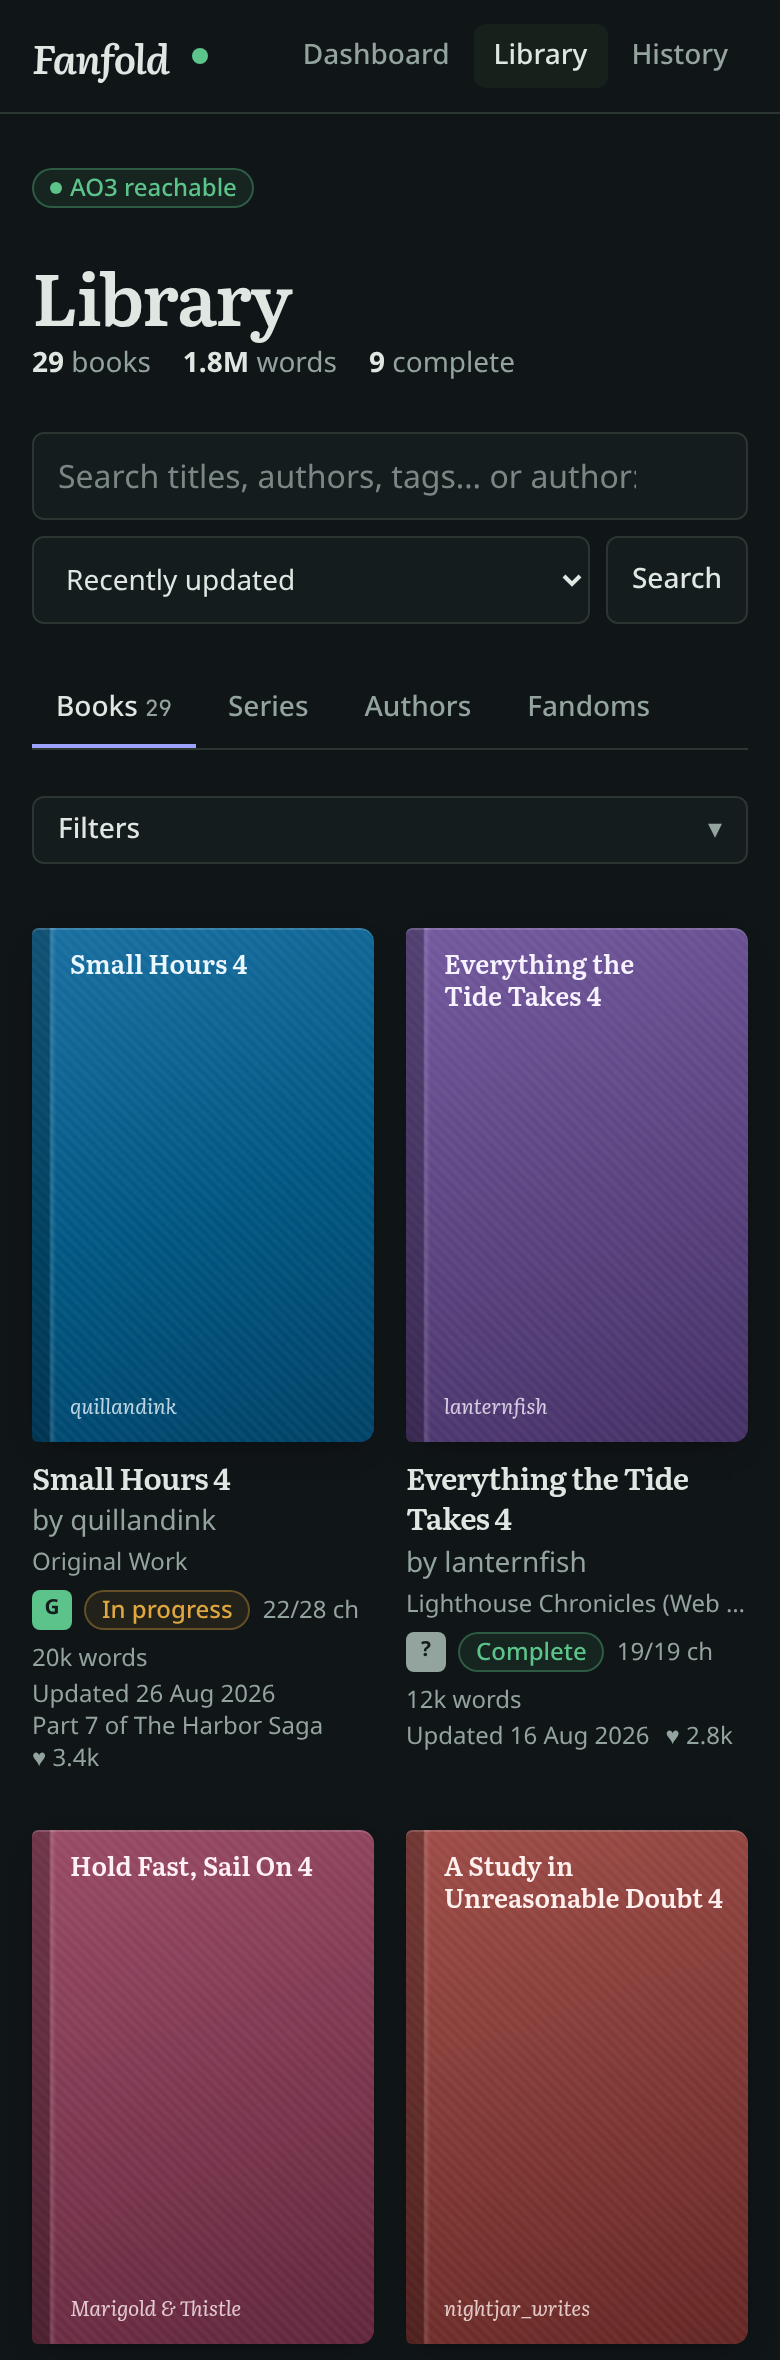 Fanfold
Dashboard Library History
AO3 reachable
Library
29 books 1.8M words 9 complete
Search titles, authors, tags… or author:
Recently updated
Search
Books 29 Series Authors Fandoms
Filters
Small Hours 4
quillandink
Small Hours 4
by quillandink
Original Work
G In progress 22/28 ch
20k words
Updated 26 Aug 2026
Part 7 of The Harbor Saga
♥ 3.4k
Everything the
Tide Takes 4
lanternfish
Everything the Tide
Takes 4
by lanternfish
Lighthouse Chronicles (Web …
? Complete 19/19 ch
12k words
Updated 16 Aug 2026 ♥ 2.8k
Hold Fast, Sail On 4
Marigold & Thistle
A Study in
Unreasonable Doubt 4
nightjar_writes